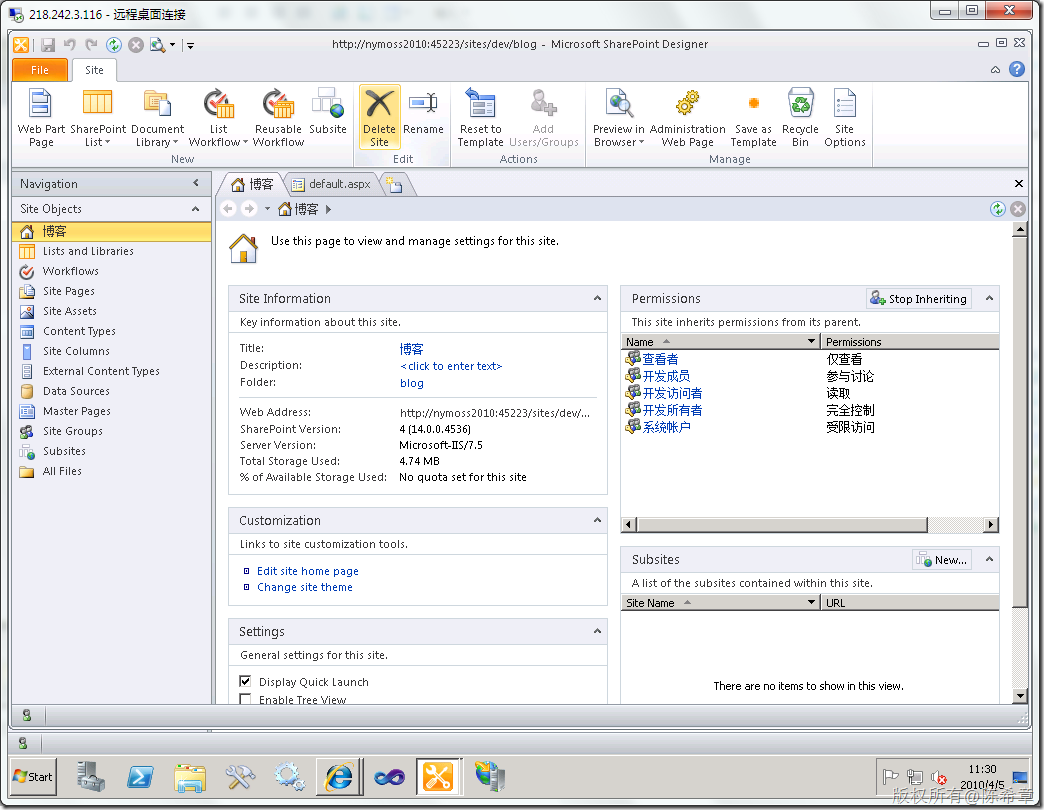 218.242.3.116 - 远程桌面连接
http://nymoss2010:45223/sites/dev/blog - Microsoft SharePoint Designer
File
Site
Web Part Page
SharePoint List
Document Library
List Workflow
Reusable Workflow
Subsite
Delete Site
Rename
Reset to Template
Add Users/Groups
Preview in Browser
Administration Web Page
Save as Template
Recycle Bin
Site Options
New
Edit
Actions
Manage
Navigation
Site Objects
博客
Lists and Libraries
Workflows
Site Pages
Site Assets
Content Types
Site Columns
External Content Types
Data Sources
Master Pages
Site Groups
Subsites
All Files
博客
default.aspx
博客
Use this page to view and manage settings for this site.
Site Information
Key information about this site.
Title: 博客
Description: <click to enter text>
Folder: blog
Web Address: http://nymoss2010:45223/sites/dev/...
SharePoint Version: 4 (14.0.0.4536)
Server Version: Microsoft-IIS/7.5
Total Storage Used: 4.74 MB
% of Available Storage Used: No quota set for this site
Customization
Links to site customization tools.
Edit site home page
Change site theme
Settings
General settings for this site.
Display Quick Launch
Enable Tree View
Permissions
Stop Inheriting
This site inherits permissions from its parent.
Name Permissions
查看者 仅查看
开发成员 参与讨论
开发访问者 读取
开发所有者 完全控制
系统帐户 受限访问
Subsites
New...
A list of the subsites contained within this site.
Site Name URL
There are no items to show in this view.
Start
11:30
2010/4/5
版权所有@陈希章